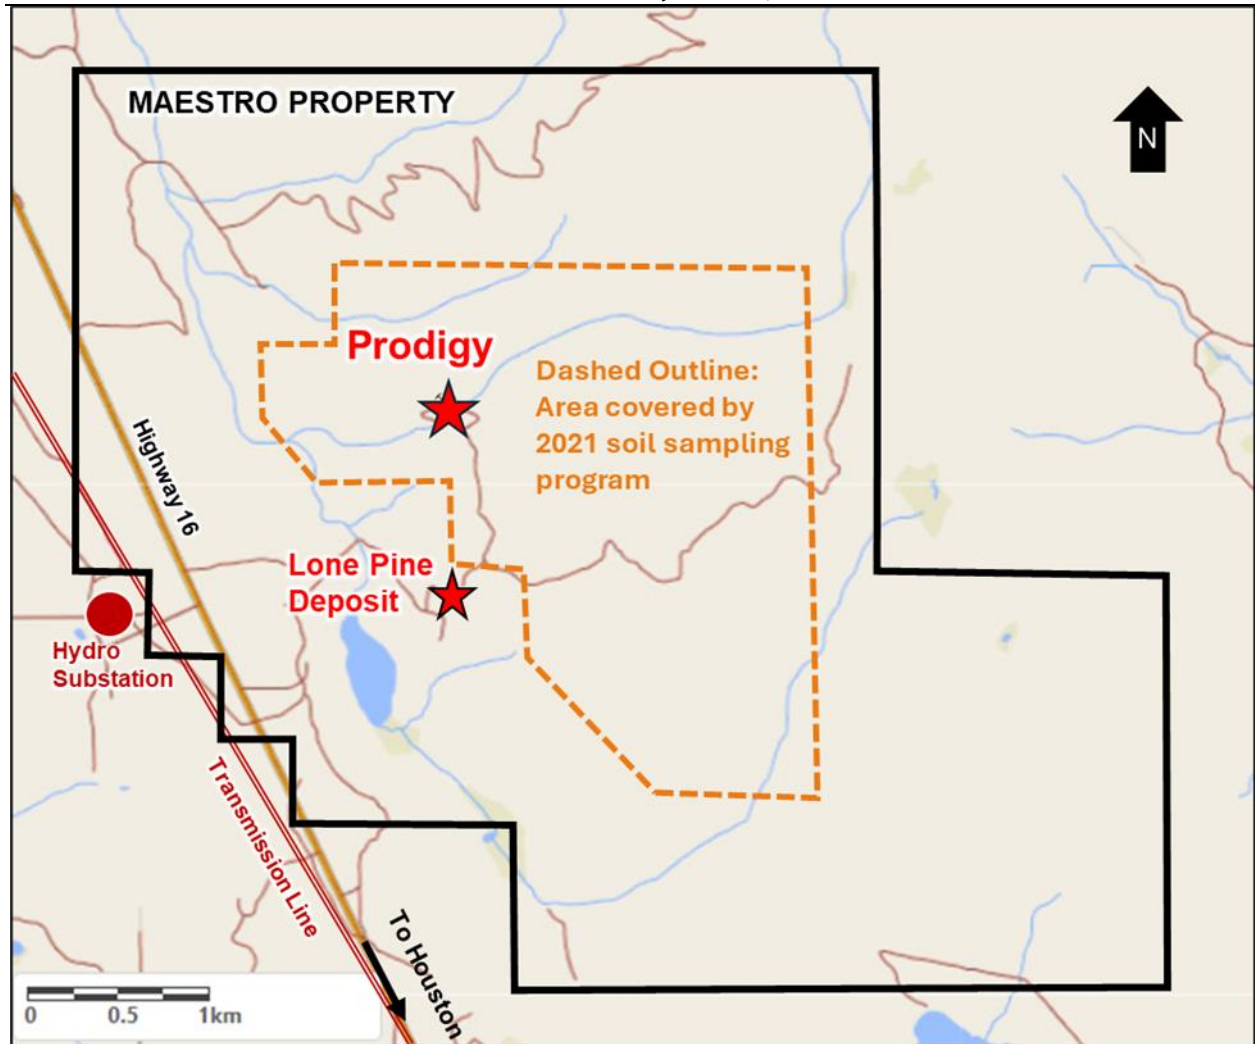 MAESTRO PROPERTY
N
Prodigy
Dashed Outline:
Area covered by
2021 soil sampling
program
Highway 16
Lone Pine
Deposit
Hydro
Substation
Transmission Line
To Houston
0 0.5 1km